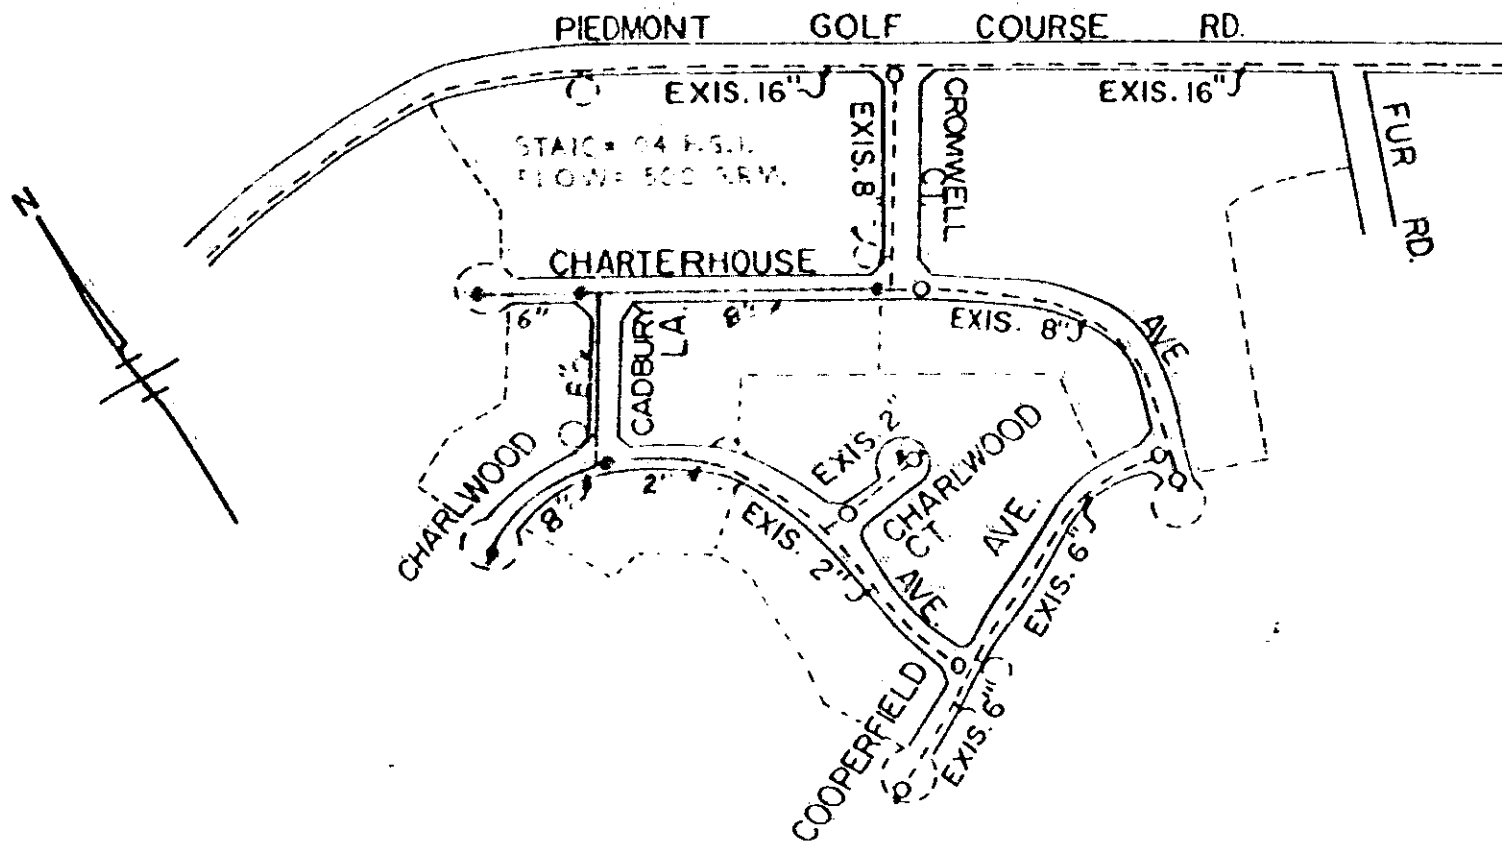 PIEDMONT GOLF COURSE RD.
EXIS. 16"
EXIS. 16"
EXIS. 8"
CROMWELL
CT.
FUR RD.
N
CHARTERHOUSE
AVE.
6"
8"
EXIS. 8"
CADBURY
LA.
CHARLWOOD
8"
2"
EXIS. 2"
CHARLWOOD
CT.
EXIS. 2"
AVE.
AVE.
EXIS. 6"
COOPERFIELD
EXIS. 6"